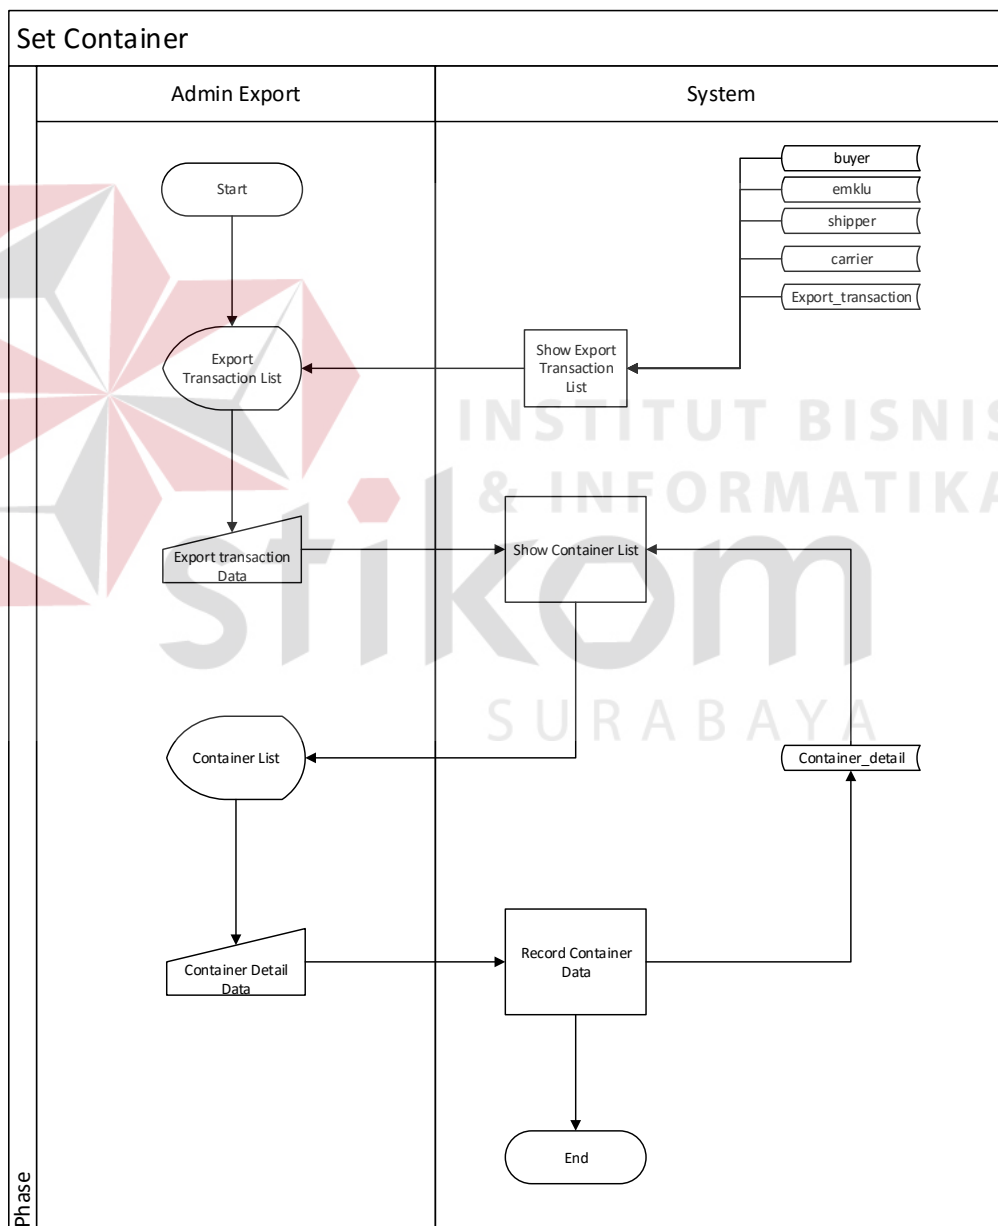 Set Container
Admin Export
System
buyer
emklu
shipper
carrier
Export_transaction
Start
Export
Transaction List
Show Export
Transaction
List
INSTITUT BISNIS
& INFORMATIKA
stikom
SURABAYA
Export transaction
Data
Show Container List
Container List
Container_detail
Container Detail
Data
Record Container
Data
End
Phase